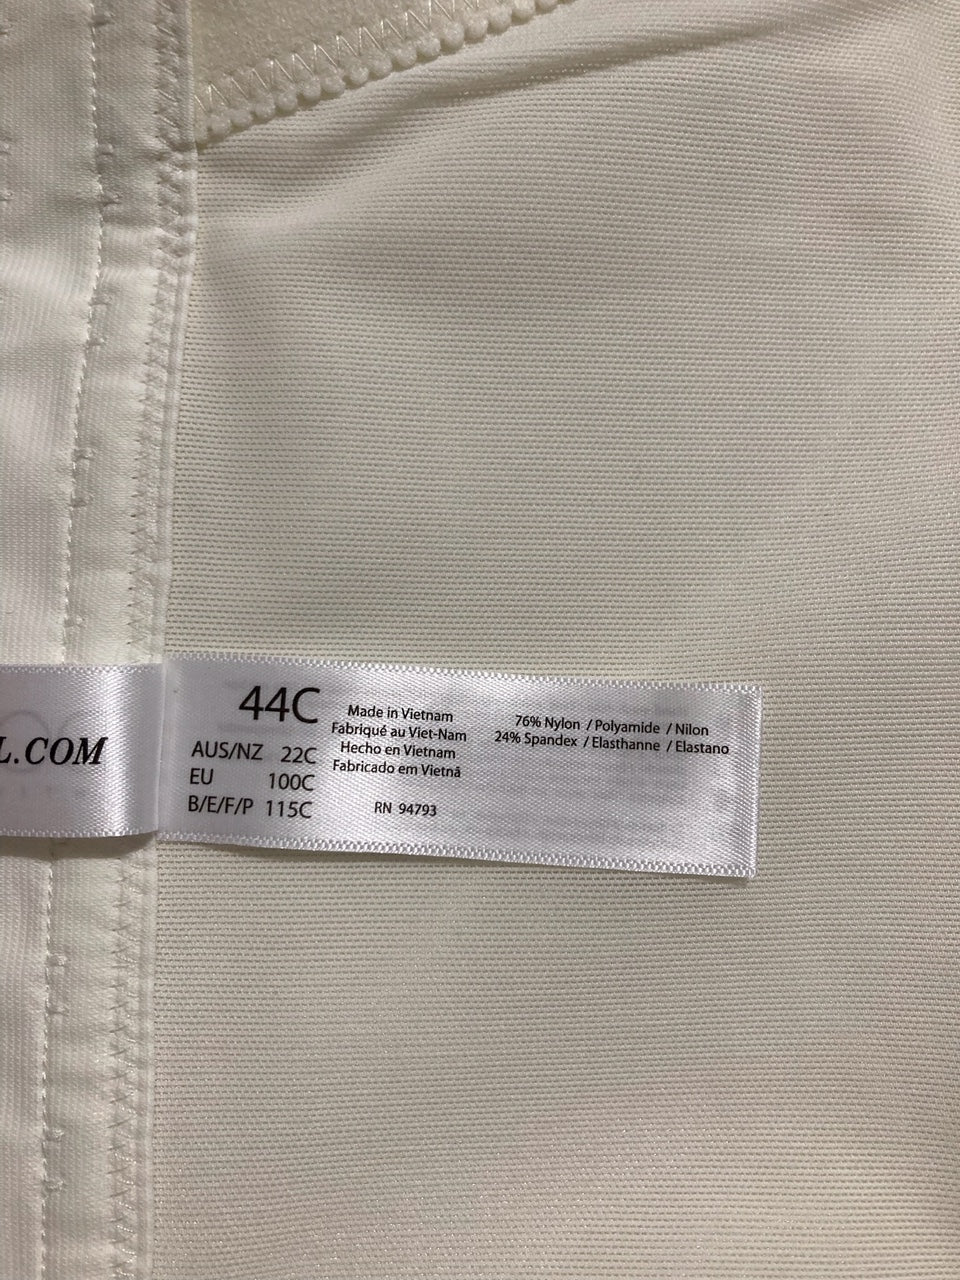 L.COM
44C
AUS/NZ 22C
EU 100C
B/E/F/P 115C
Made in Vietnam
Fabriqué au Viet-Nam
Hecho en Vietnam
Fabricado em Vietnã
RN 94793
76% Nylon / Polyamide / Nilon
24% Spandex / Elasthanne / Elastano